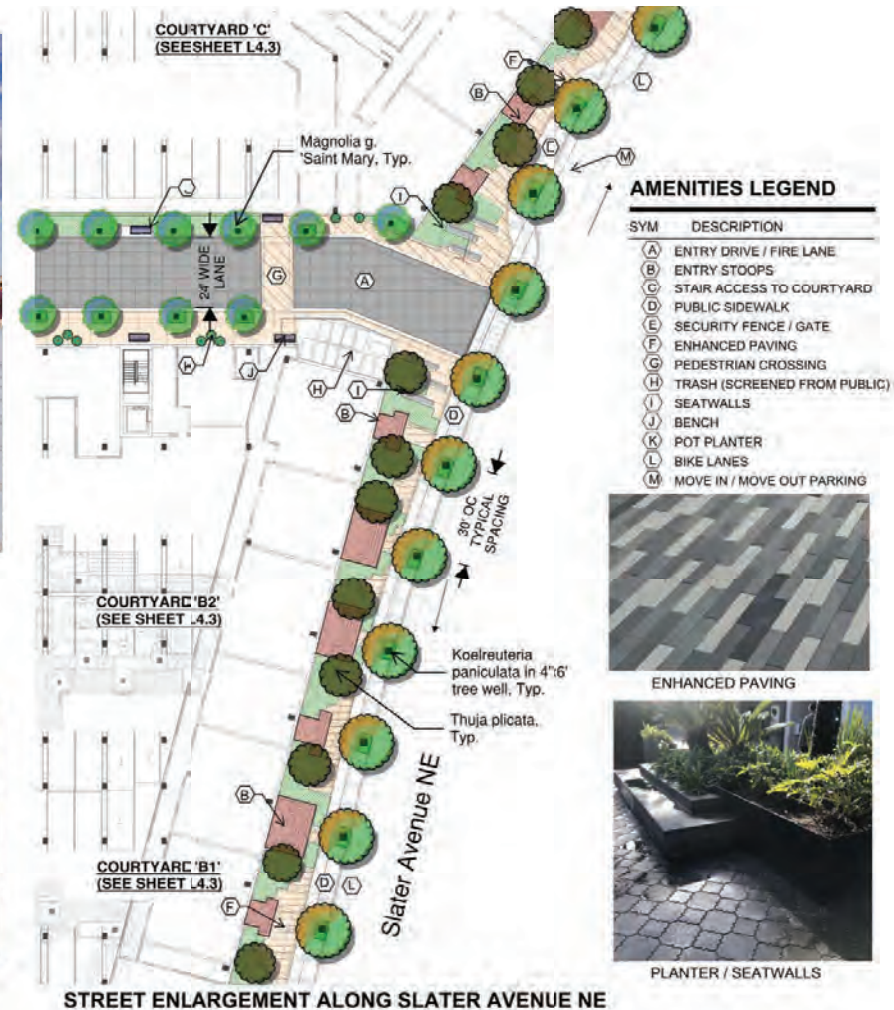 COURTYARD 'C'
(SEESHEET L4.3)
Magnolia g.
'Saint Mary, Typ.
24' WIDE
LANE
F
L
B
L
M
I
G
A
J
H
I
B
D
30' OC
TYPICAL
SPACING
COURTYARD 'B2'
(SEE SHEET L4.3)
Koelreuteria
paniculata in 4':6'
tree well, Typ.
Thuja plicata,
Typ.
Slater Avenue NE
B
COURTYARD 'B1'
(SEE SHEET L4.3)
D
L
F
STREET ENLARGEMENT ALONG SLATER AVENUE NE
AMENITIES LEGEND
SYM DESCRIPTION
A ENTRY DRIVE / FIRE LANE
B ENTRY STOOPS
C STAIR ACCESS TO COURTYARD
D PUBLIC SIDEWALK
E SECURITY FENCE / GATE
F ENHANCED PAVING
G PEDESTRIAN CROSSING
H TRASH (SCREENED FROM PUBLIC)
I SEATWALLS
J BENCH
K POT PLANTER
L BIKE LANES
M MOVE IN / MOVE OUT PARKING
ENHANCED PAVING
PLANTER / SEATWALLS